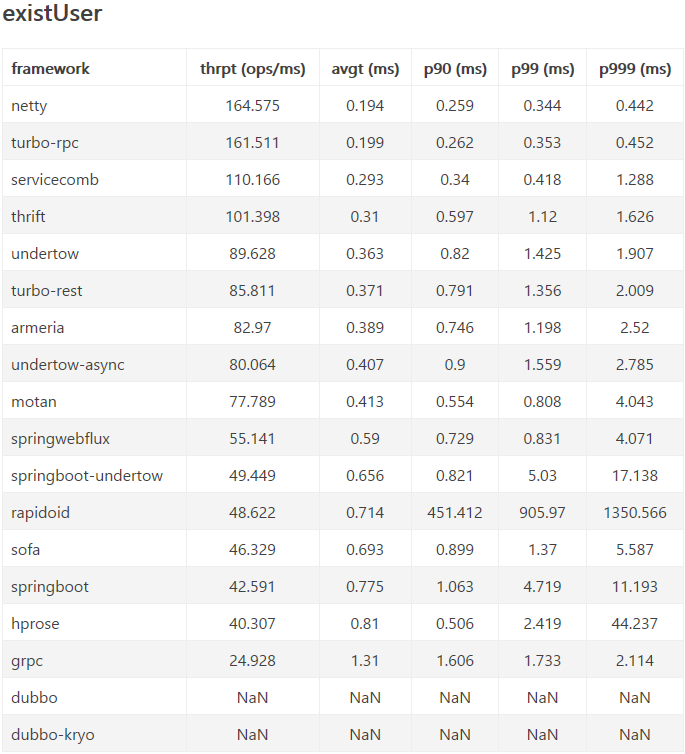 existUser
framework thrpt (ops/ms) avgt (ms) p90 (ms) p99 (ms) p999 (ms)
netty 164.575 0.194 0.259 0.344 0.442
turbo-rpc 161.511 0.199 0.262 0.353 0.452
servicecomb 110.166 0.293 0.34 0.418 1.288
thrift 101.398 0.31 0.597 1.12 1.626
undertow 89.628 0.363 0.82 1.425 1.907
turbo-rest 85.811 0.371 0.791 1.356 2.009
armeria 82.97 0.389 0.746 1.198 2.52
undertow-async 80.064 0.407 0.9 1.559 2.785
motan 77.789 0.413 0.554 0.808 4.043
springwebflux 55.141 0.59 0.729 0.831 4.071
springboot-undertow 49.449 0.656 0.821 5.03 17.138
rapidoid 48.622 0.714 451.412 905.97 1350.566
sofa 46.329 0.693 0.899 1.37 5.587
springboot 42.591 0.775 1.063 4.719 11.193
hprose 40.307 0.81 0.506 2.419 44.237
grpc 24.928 1.31 1.606 1.733 2.114
dubbo NaN NaN NaN NaN NaN
dubbo-kryo NaN NaN NaN NaN NaN